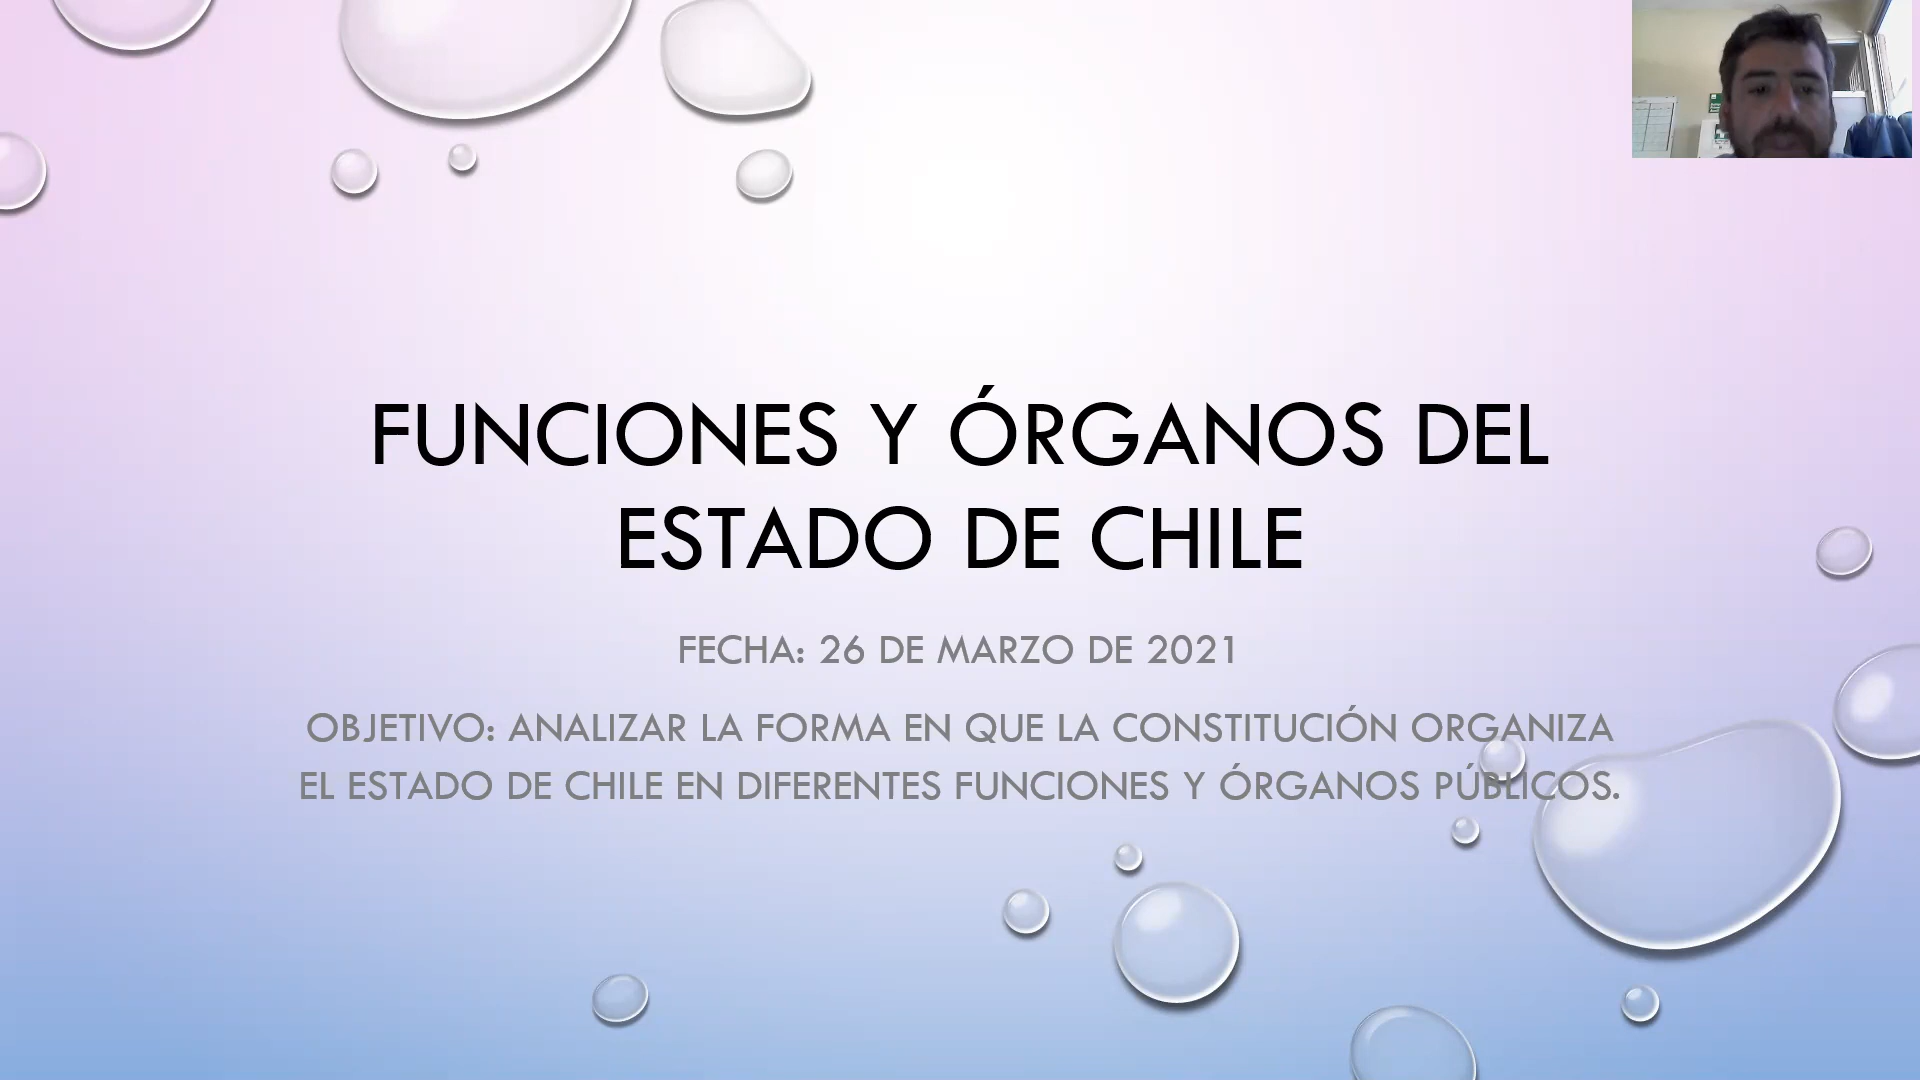 FUNCIONES Y ÓRGANOS DEL
ESTADO DE CHILE
FECHA: 26 DE MARZO DE 2021
OBJETIVO: ANALIZAR LA FORMA EN QUE LA CONSTITUCIÓN ORGANIZA
EL ESTADO DE CHILE EN DIFERENTES FUNCIONES Y ÓRGANOS PÚBLICOS.